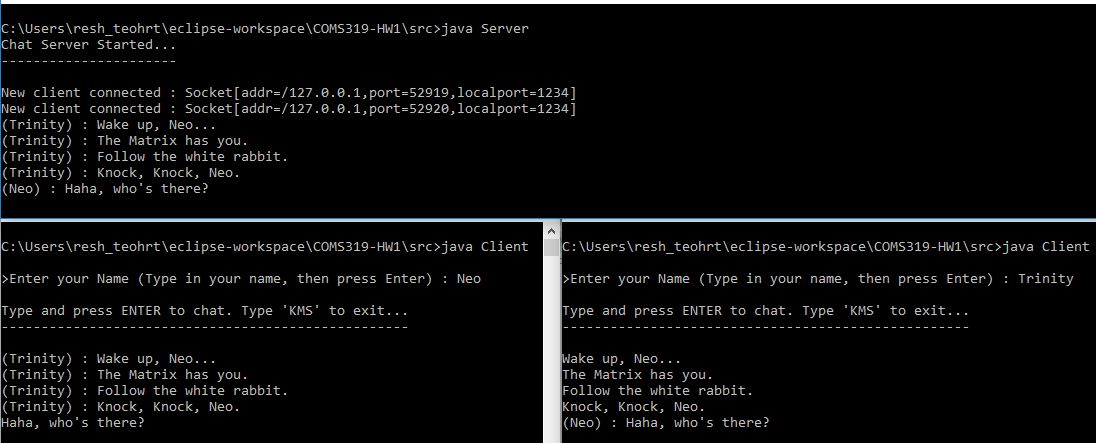 C:\Users\resh_teohrt\eclipse-workspace\COMS319-HW1\src>java Server
Chat Server Started...
----------------------
New client connected : Socket[addr=/127.0.0.1,port=52919,localport=1234]
New client connected : Socket[addr=/127.0.0.1,port=52920,localport=1234]
(Trinity) : Wake up, Neo...
(Trinity) : The Matrix has you.
(Trinity) : Follow the white rabbit.
(Trinity) : Knock, Knock, Neo.
(Neo) : Haha, who's there?
C:\Users\resh_teohrt\eclipse-workspace\COMS319-HW1\src>java Client
>Enter your Name (Type in your name, then press Enter) : Neo
Type and press ENTER to chat. Type 'KMS' to exit...
---------------------------------------------------
(Trinity) : Wake up, Neo...
(Trinity) : The Matrix has you.
(Trinity) : Follow the white rabbit.
(Trinity) : Knock, Knock, Neo.
Haha, who's there?
C:\Users\resh_teohrt\eclipse-workspace\COMS319-HW1\src>java Client
>Enter your Name (Type in your name, then press Enter) : Trinity
Type and press ENTER to chat. Type 'KMS' to exit...
---------------------------------------------------
Wake up, Neo...
The Matrix has you.
Follow the white rabbit.
Knock, Knock, Neo.
(Neo) : Haha, who's there?